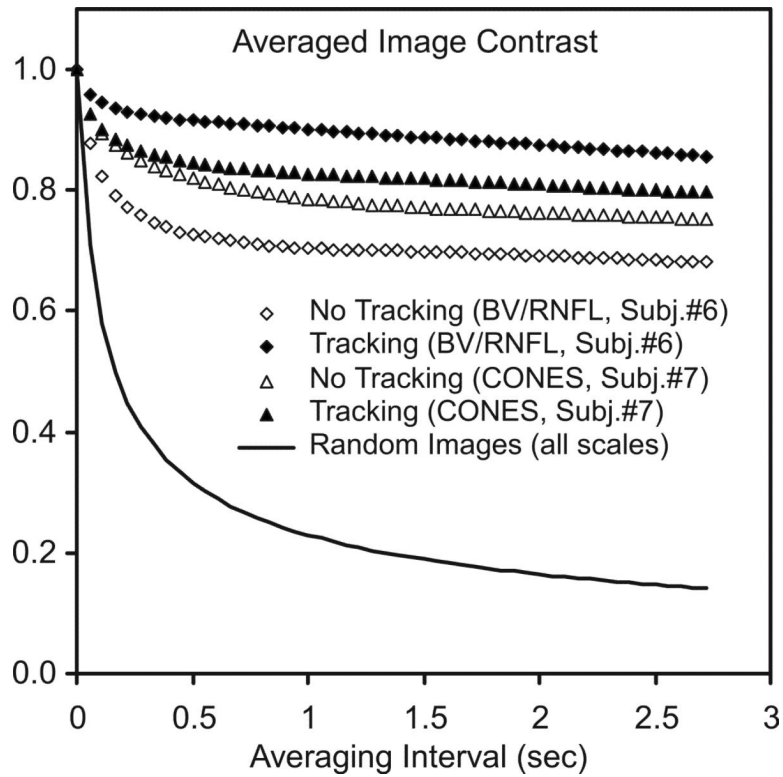 Averaged Image Contrast
1.0
0.8
0.6
0.4
0.2
0.0
No Tracking (BV/RNFL, Subj.#6)
Tracking (BV/RNFL, Subj.#6)
No Tracking (CONES, Subj.#7)
Tracking (CONES, Subj.#7)
Random Images (all scales)
0 0.5 1 1.5 2 2.5 3
Averaging Interval (sec)